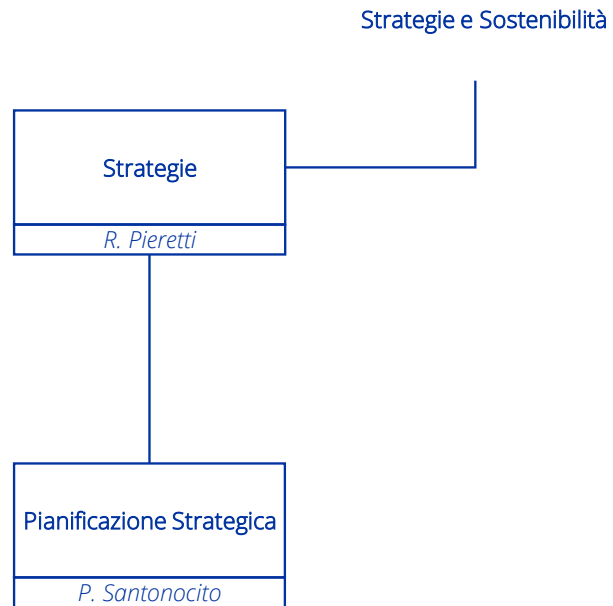 Strategie e Sostenibilità
Strategie
R. Pieretti
Pianificazione Strategica
P. Santonocito